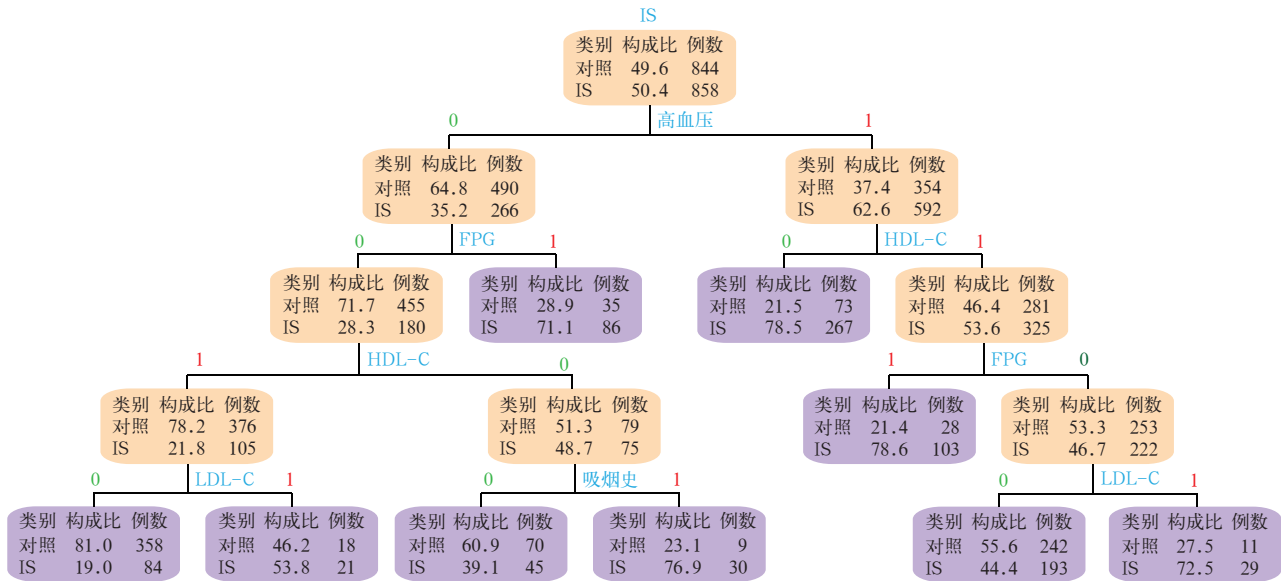 IS
类别 构成比 例数
对照 49.6 844
IS 50.4 858
0 高血压 1
类别 构成比 例数
对照 64.8 490
IS 35.2 266
类别 构成比 例数
对照 37.4 354
IS 62.6 592
0 FPG 1
0 HDL-C 1
类别 构成比 例数
对照 71.7 455
IS 28.3 180
类别 构成比 例数
对照 28.9 35
IS 71.1 86
类别 构成比 例数
对照 21.5 73
IS 78.5 267
类别 构成比 例数
对照 46.4 281
IS 53.6 325
1 HDL-C 0
1 FPG 0
类别 构成比 例数
对照 78.2 376
IS 21.8 105
类别 构成比 例数
对照 51.3 79
IS 48.7 75
类别 构成比 例数
对照 21.4 28
IS 78.6 103
类别 构成比 例数
对照 53.3 253
IS 46.7 222
0 LDL-C 1
0 吸烟史 1
0 LDL-C 1
类别 构成比 例数
对照 81.0 358
IS 19.0 84
类别 构成比 例数
对照 46.2 18
IS 53.8 21
类别 构成比 例数
对照 60.9 70
IS 39.1 45
类别 构成比 例数
对照 23.1 9
IS 76.9 30
类别 构成比 例数
对照 55.6 242
IS 44.4 193
类别 构成比 例数
对照 27.5 11
IS 72.5 29